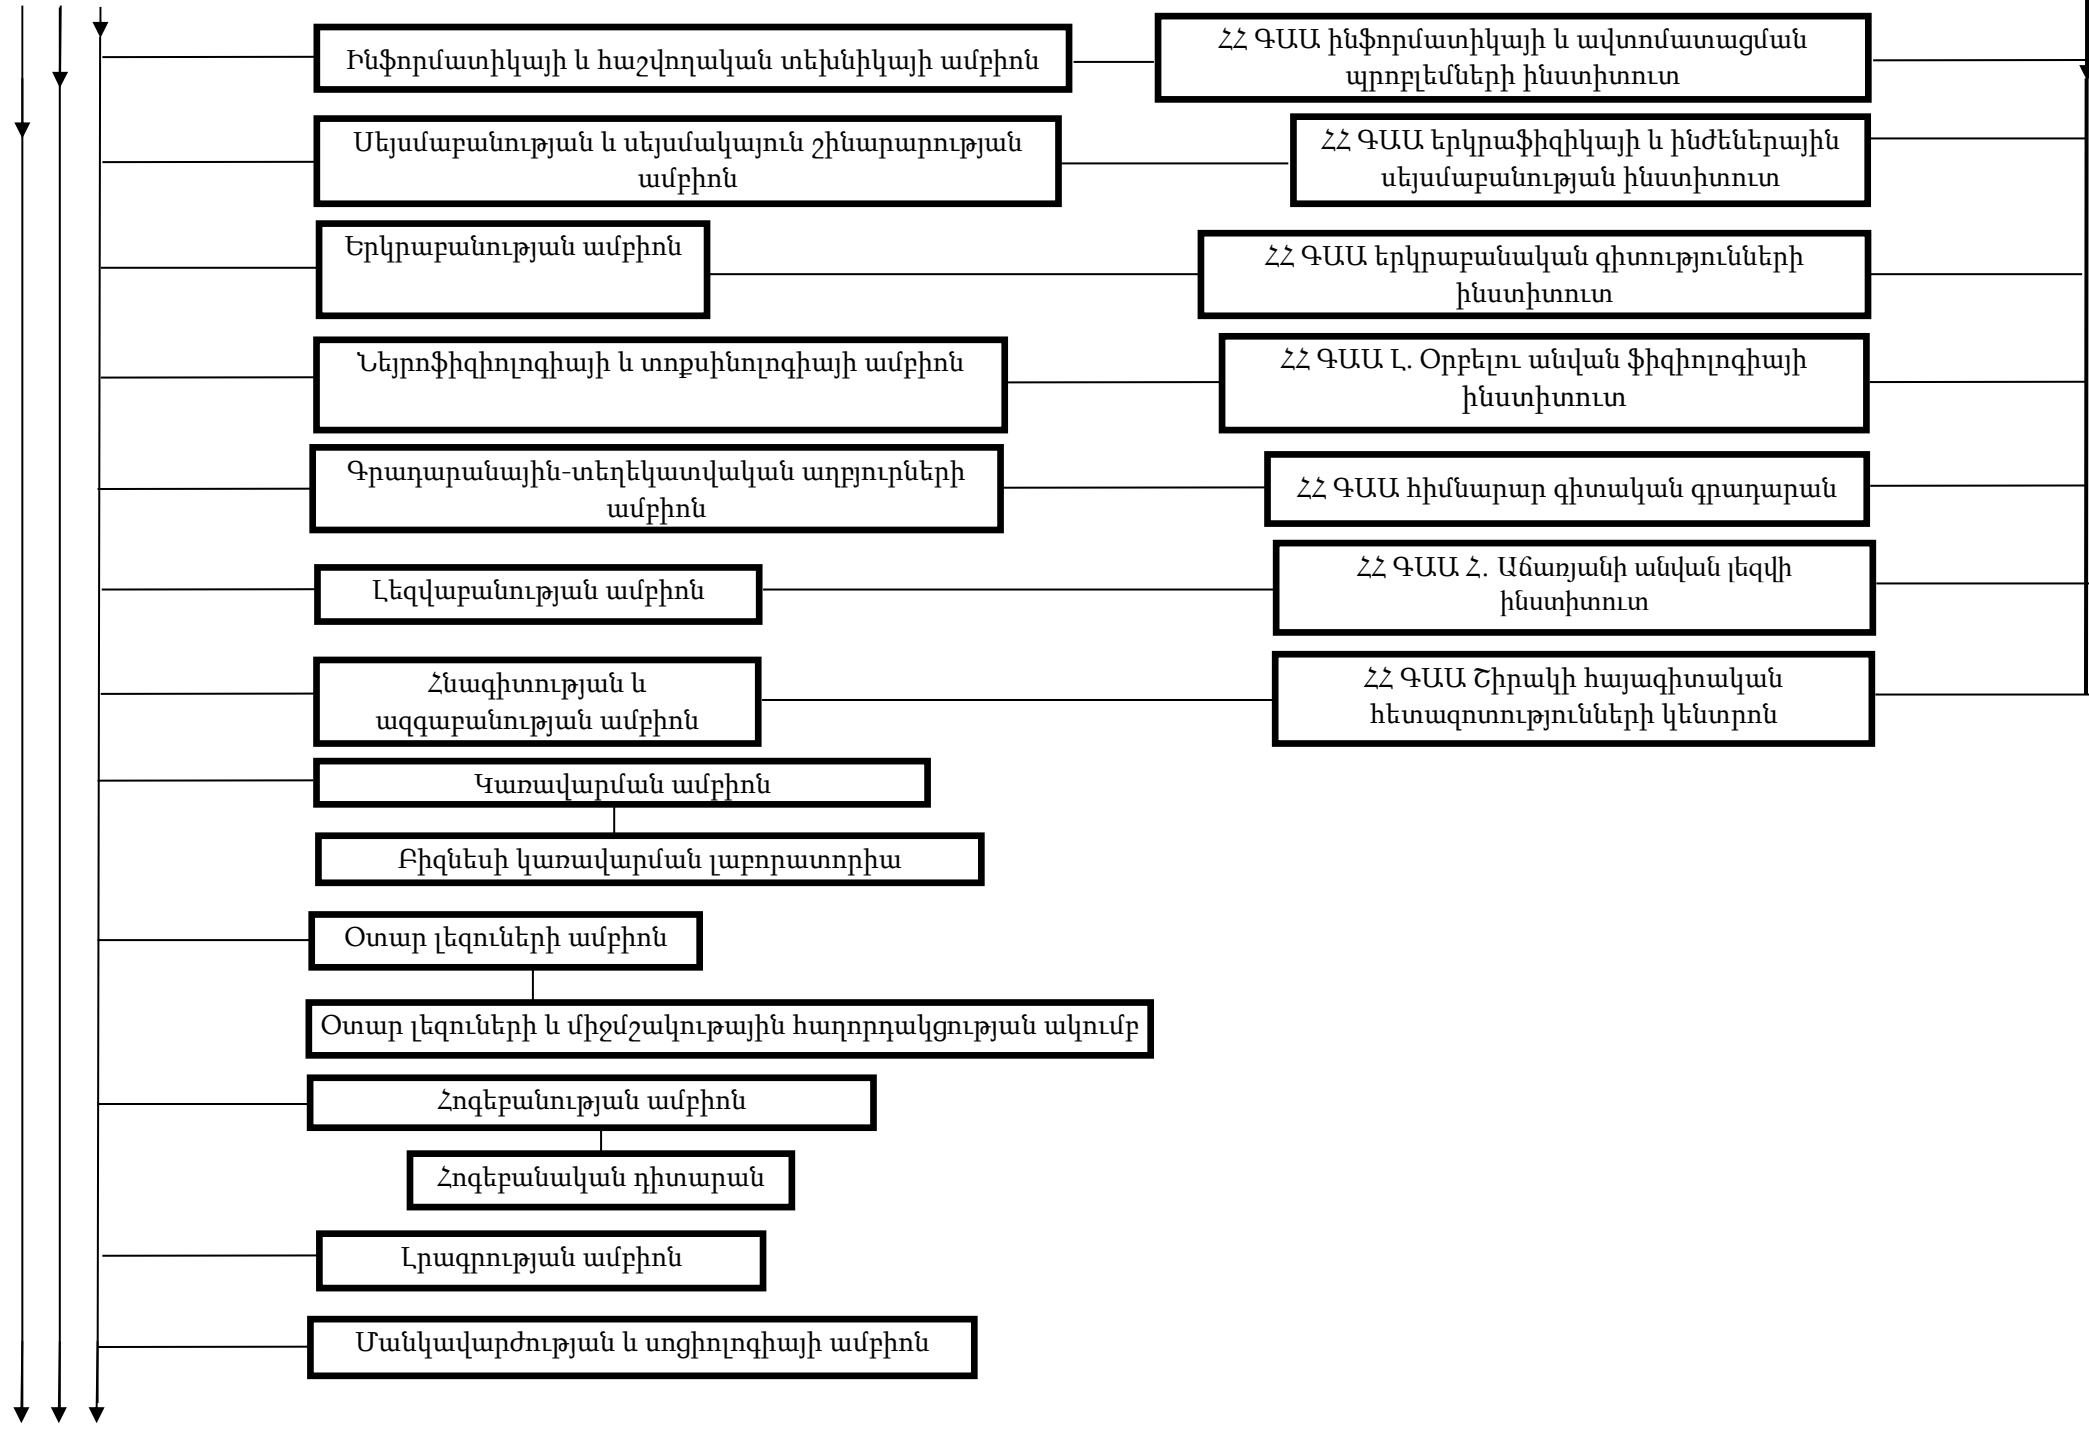 Ինֆորմատիկայի և հաշվողական տեխնիկայի ամբիոն
ՀՀ ԳԱԱ ինֆորմատիկայի և ավտոմատացման
պրոբլեմների ինստիտուտ
Սեյսմաբանության և սեյսմակայուն շինարարության
ամբիոն
ՀՀ ԳԱԱ երկրաֆիզիկայի և ինժեներային
սեյսմաբանության ինստիտուտ
Երկրաբանության ամբիոն
ՀՀ ԳԱԱ երկրաբանական գիտությունների
ինստիտուտ
Նեյրոֆիզիոլոգիայի և տոքսինոլոգիայի ամբիոն
ՀՀ ԳԱԱ Լ. Օրբելու անվան ֆիզիոլոգիայի
ինստիտուտ
Գրադարանային-տեղեկատվական աղբյուրների
ամբիոն
ՀՀ ԳԱԱ հիմնարար գիտական գրադարան
Լեզվաբանության ամբիոն
ՀՀ ԳԱԱ Հ. Աճառյանի անվան լեզվի
ինստիտուտ
Հնագիտության և
ազգաբանության ամբիոն
ՀՀ ԳԱԱ Շիրակի հայագիտական
հետազոտությունների կենտրոն
Կառավարման ամբիոն
Բիզնեսի կառավարման լաբորատորիա
Օտար լեզուների ամբիոն
Օտար լեզուների և միջմշակութային հաղորդակցության ակումբ
Հոգեբանության ամբիոն
Հոգեբանական դիտարան
Լրագրության ամբիոն
Մանկավարժության և սոցիոլոգիայի ամբիոն